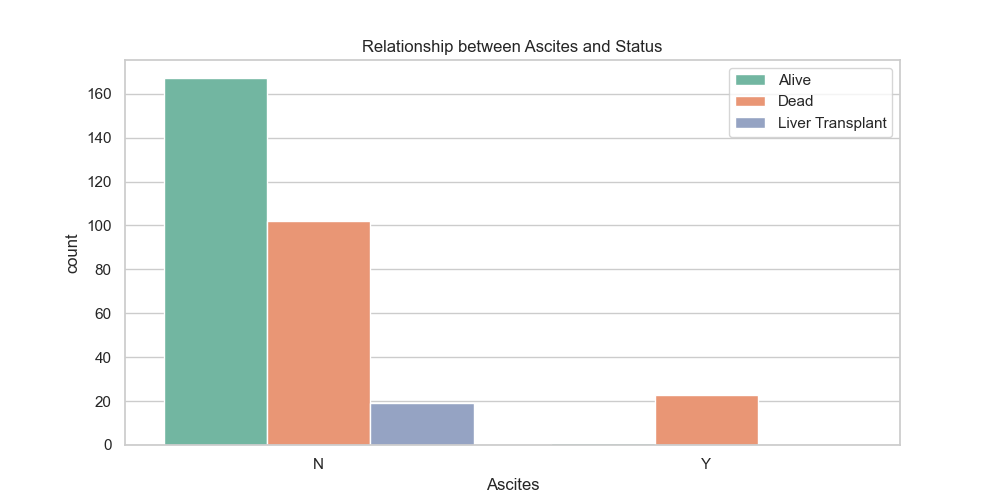 Relationship between Ascites and Status
Alive
Dead
Liver Transplant
160
140
120
100
80
60
40
20
0
count
N
Y
Ascites